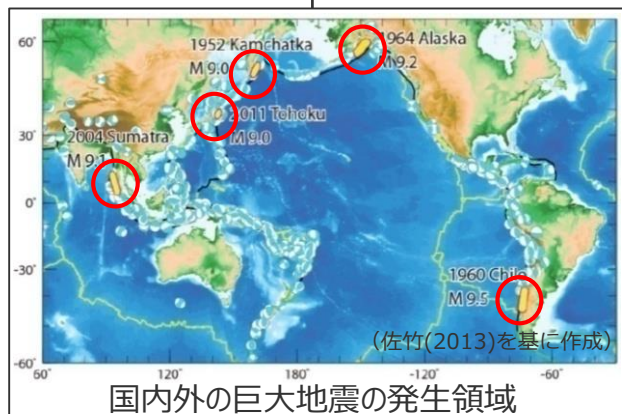 60°
1952 Kamchatka
M 9.0
1964 Alaska
M 9.2
2011 Tohoku
M 9.0
30°
2004 Sumatra
M 9.1
0°
-30°
1960 Chile
M 9.5
(佐竹(2013)を基に作成)
-60°
60°
120°
180°
-120°
-60°
国内外の巨大地震の発生領域